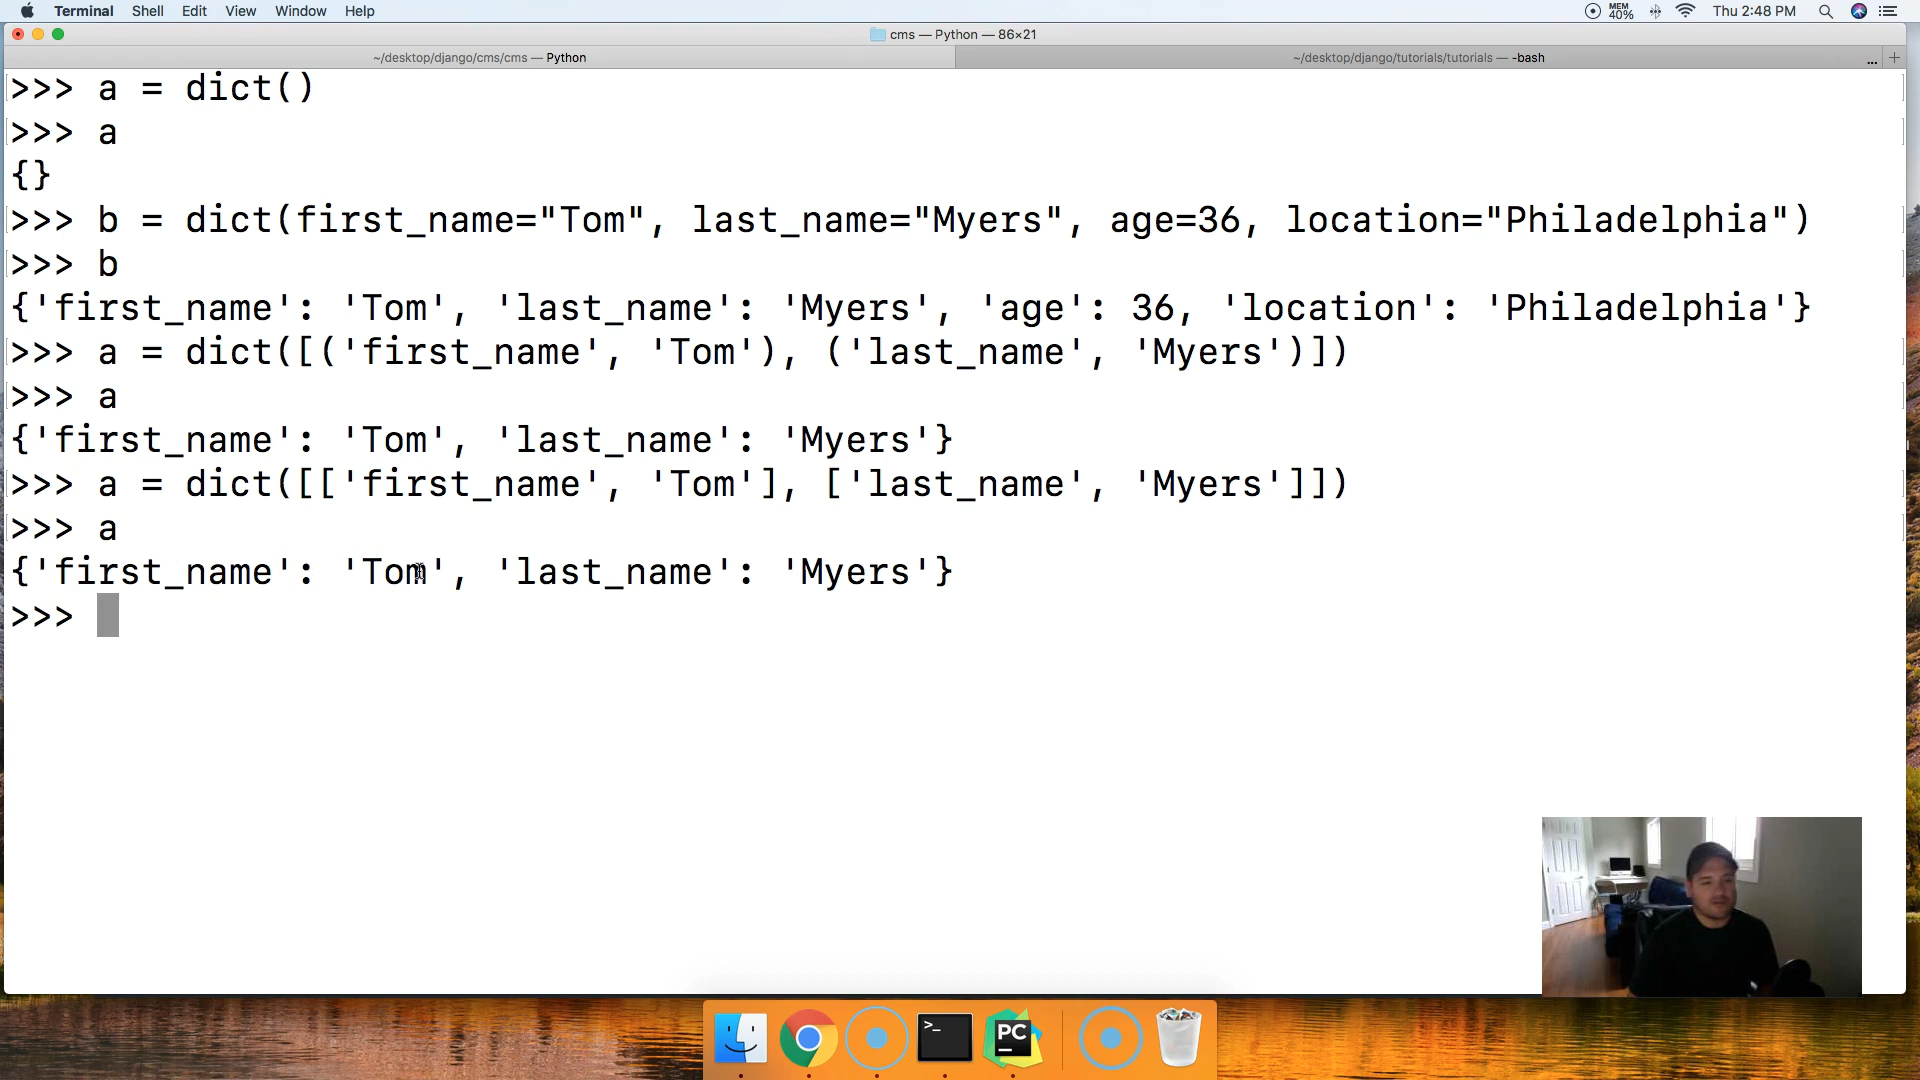 Terminal Shell Edit View Window Help MEM 40% Thu 2:48 PM
cms — Python — 86×21
~/desktop/django/cms/cms — Python ~/desktop/django/tutorials/tutorials — -bash ... +
>>> a = dict()
>>> a
{}
>>> b = dict(first_name="Tom", last_name="Myers", age=36, location="Philadelphia")
>>> b
{'first_name': 'Tom', 'last_name': 'Myers', 'age': 36, 'location': 'Philadelphia'}
>>> a = dict([('first_name', 'Tom'), ('last_name', 'Myers')])
>>> a
{'first_name': 'Tom', 'last_name': 'Myers'}
>>> a = dict([['first_name', 'Tom'], ['last_name', 'Myers']])
>>> a
{'first_name': 'Tom', 'last_name': 'Myers'}
>>>
>_ PC